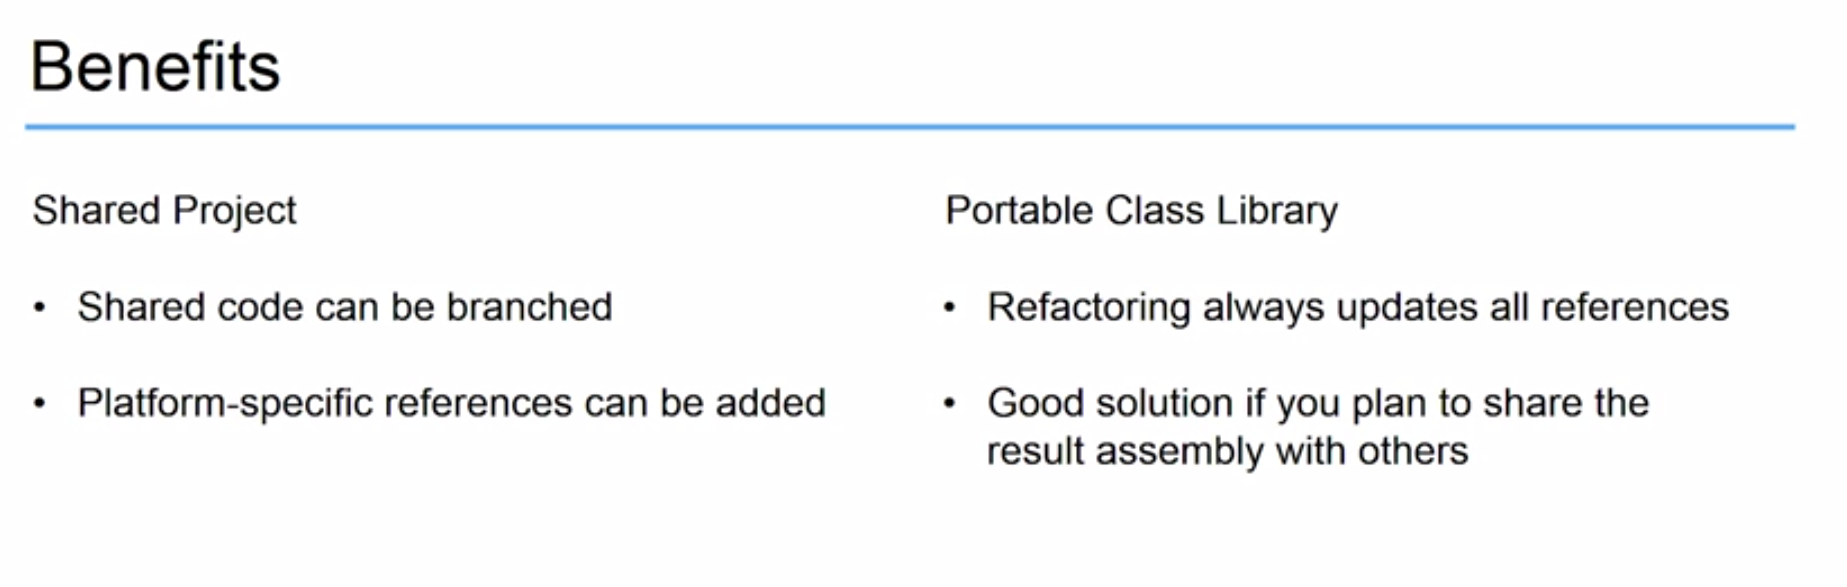 Benefits
Shared Project
• Shared code can be branched
• Platform-specific references can be added
Portable Class Library
• Refactoring always updates all references
• Good solution if you plan to share the
result assembly with others